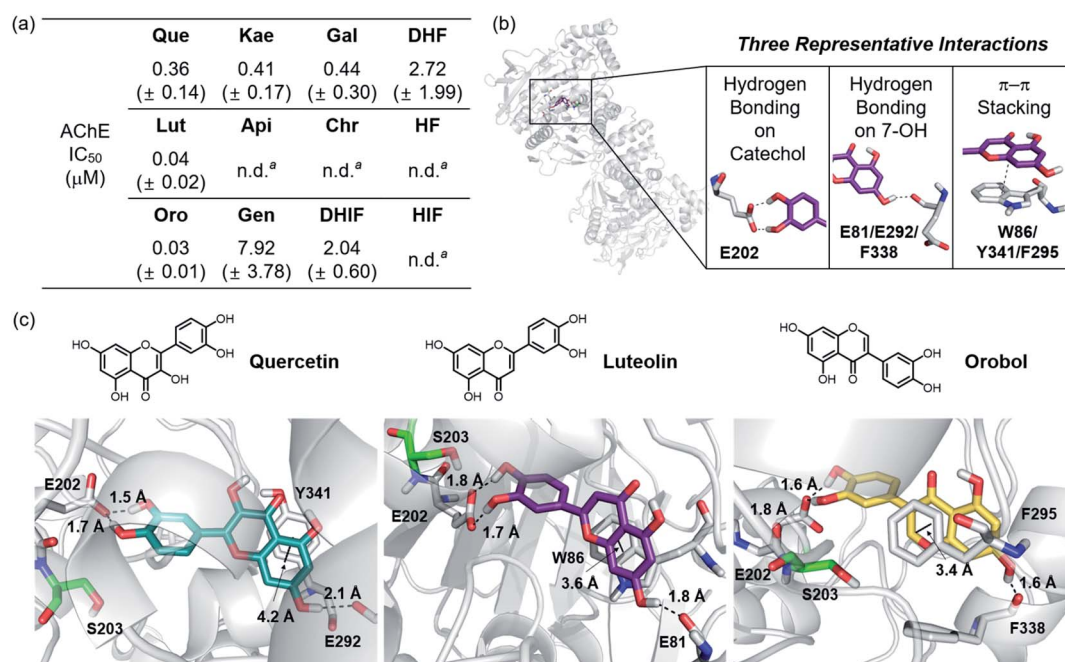 (a)
Que Kae Gal DHF
0.36 0.41 0.44 2.72
(± 0.14) (± 0.17) (± 0.30) (± 1.99)
AChE
IC50
(μM)
Lut Api Chr HF
0.04 n.d.a n.d.a n.d.a
(± 0.02)
Oro Gen DHIF HIF
0.03 7.92 2.04 n.d.a
(± 0.01) (± 3.78) (± 0.60)
(b)
Three Representative Interactions
Hydrogen
Bonding
on
Catechol
E202
Hydrogen
Bonding
on 7-OH
E81/E292/
F338
π–π
Stacking
W86/
Y341/F295
(c)
OH
HO O OH
OH
OH O
Quercetin
OH
HO O OH
OH O
Luteolin
HO O
OH
OH O
OH
Orobol
E202
1.5 Å
1.7 Å
S203
Y341
2.1 Å
4.2 Å
E292
S203
1.8 Å
E202
1.7 Å
W86
3.6 Å
1.8 Å
E81
1.6 Å
1.8 Å
E202
S203
F295
3.4 Å
1.6 Å
F338